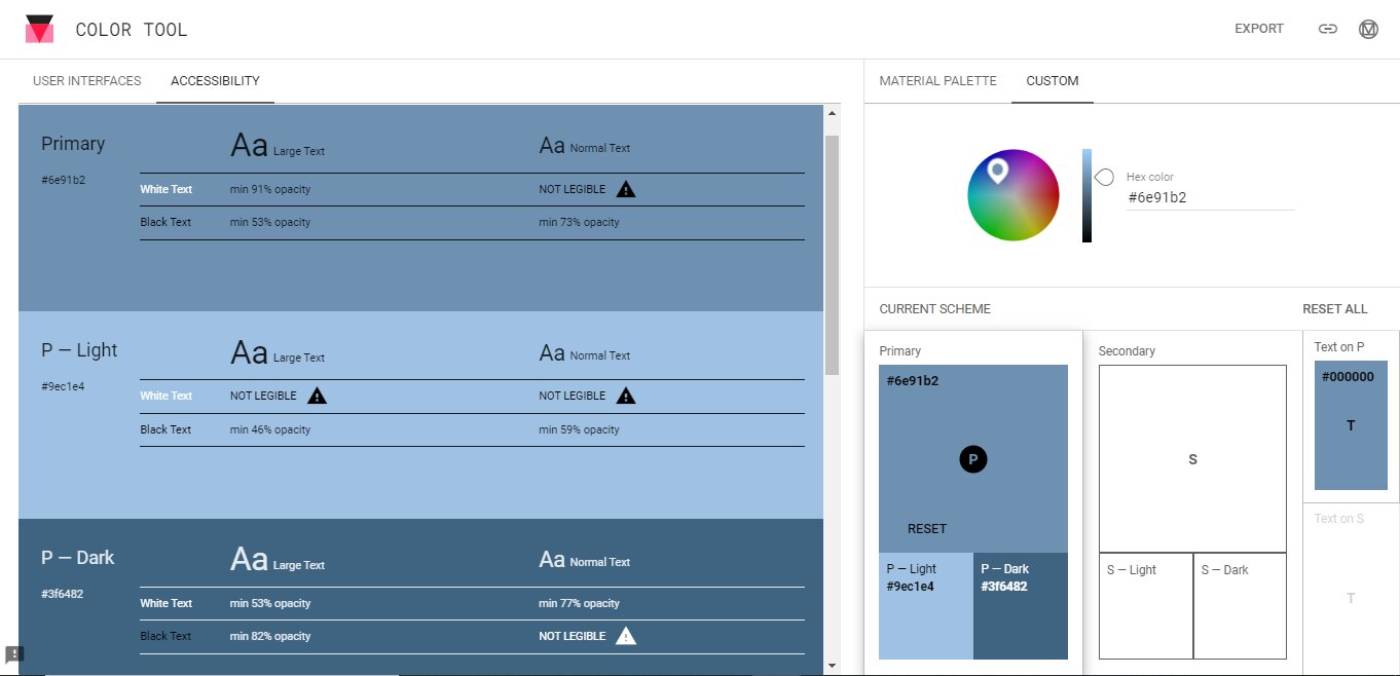 COLOR TOOL
EXPORT
USER INTERFACES ACCESSIBILITY
MATERIAL PALETTE CUSTOM
Primary Aa Large Text Aa Normal Text
#6e91b2
White Text min 91% opacity NOT LEGIBLE
Black Text min 53% opacity min 73% opacity
P — Light Aa Large Text Aa Normal Text
#9ec1e4
White Text NOT LEGIBLE NOT LEGIBLE
Black Text min 46% opacity min 59% opacity
P — Dark Aa Large Text Aa Normal Text
#3f6482
White Text min 53% opacity min 77% opacity
Black Text min 82% opacity NOT LEGIBLE
Hex color
#6e91b2
CURRENT SCHEME RESET ALL
Primary
#6e91b2
P
RESET
P — Light
#9ec1e4
P — Dark
#3f6482
Secondary
S
S — Light
S — Dark
Text on P
#000000
T
Text on S
T